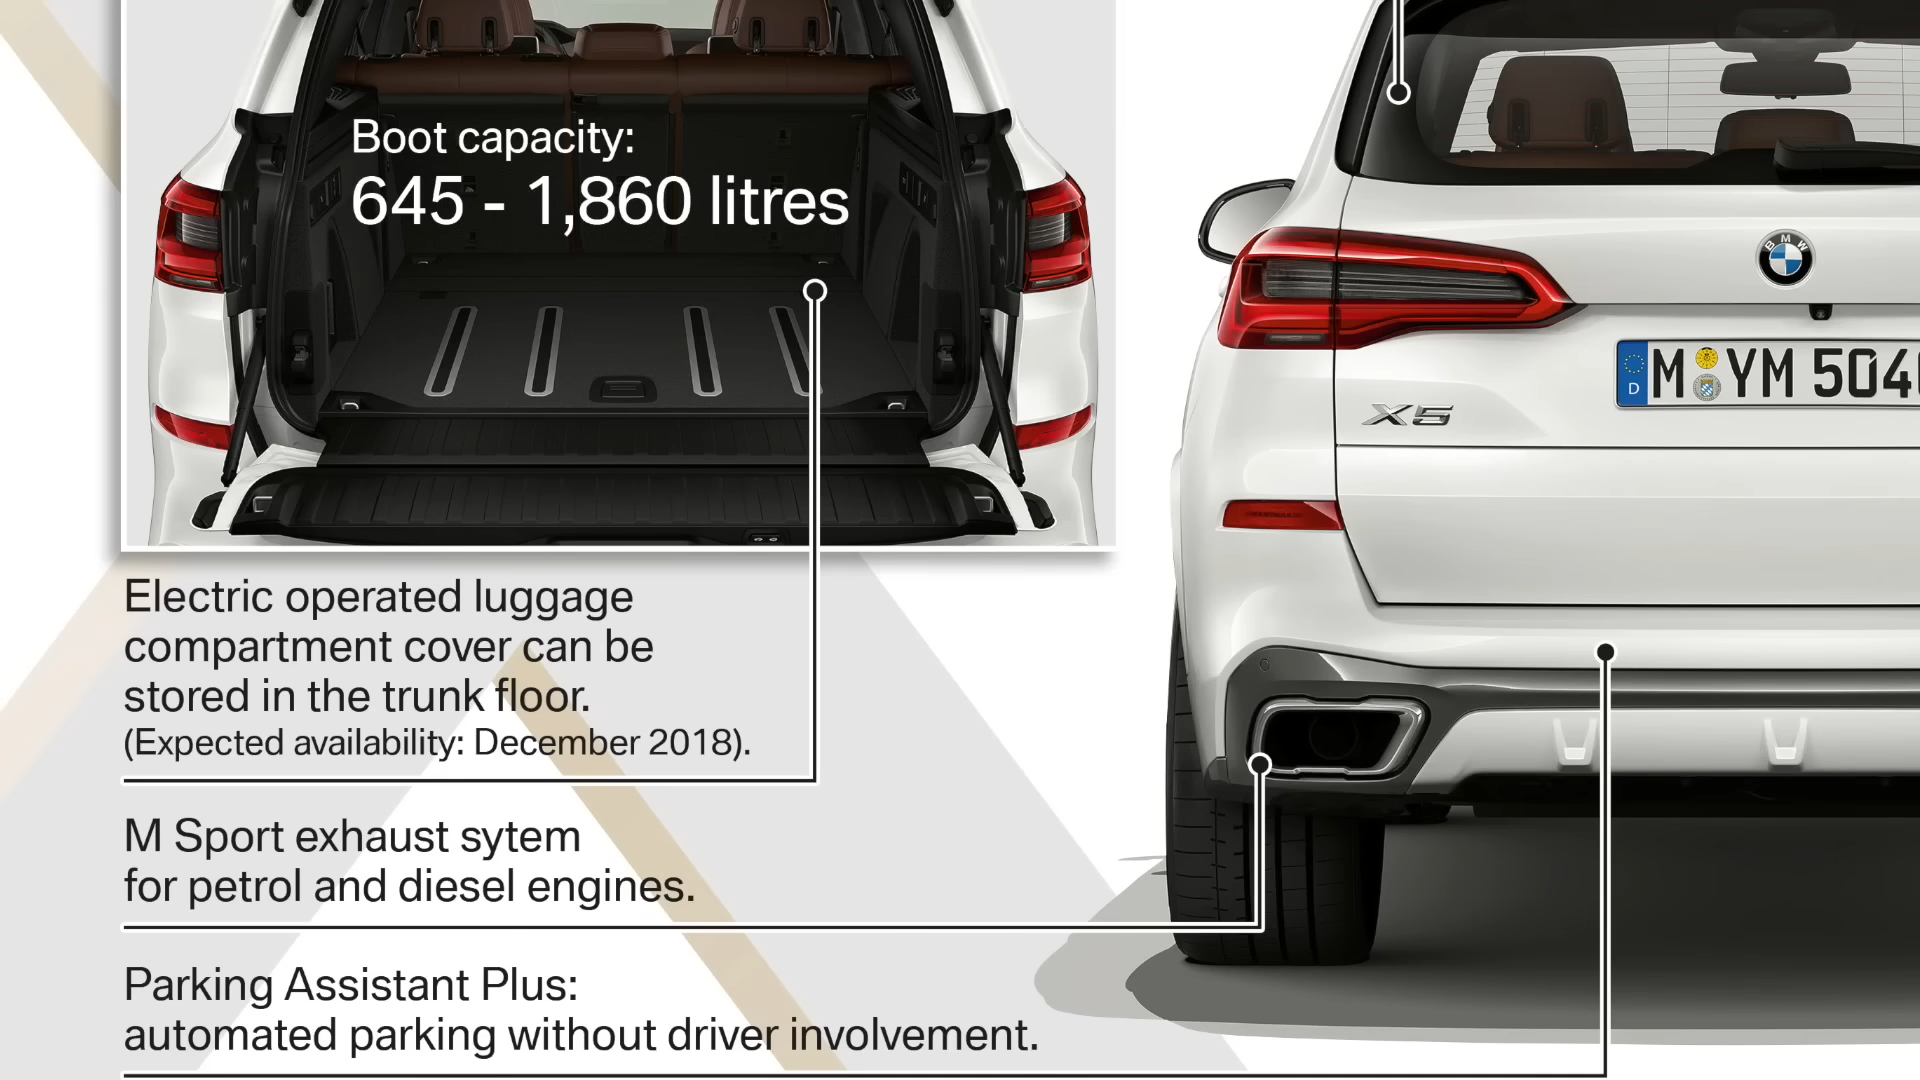 Boot capacity:
645 - 1,860 litres
BMW
D
M YM 504
X5
Electric operated luggage
compartment cover can be
stored in the trunk floor.
(Expected availability: December 2018).
M Sport exhaust sytem
for petrol and diesel engines.
Parking Assistant Plus:
automated parking without driver involvement.